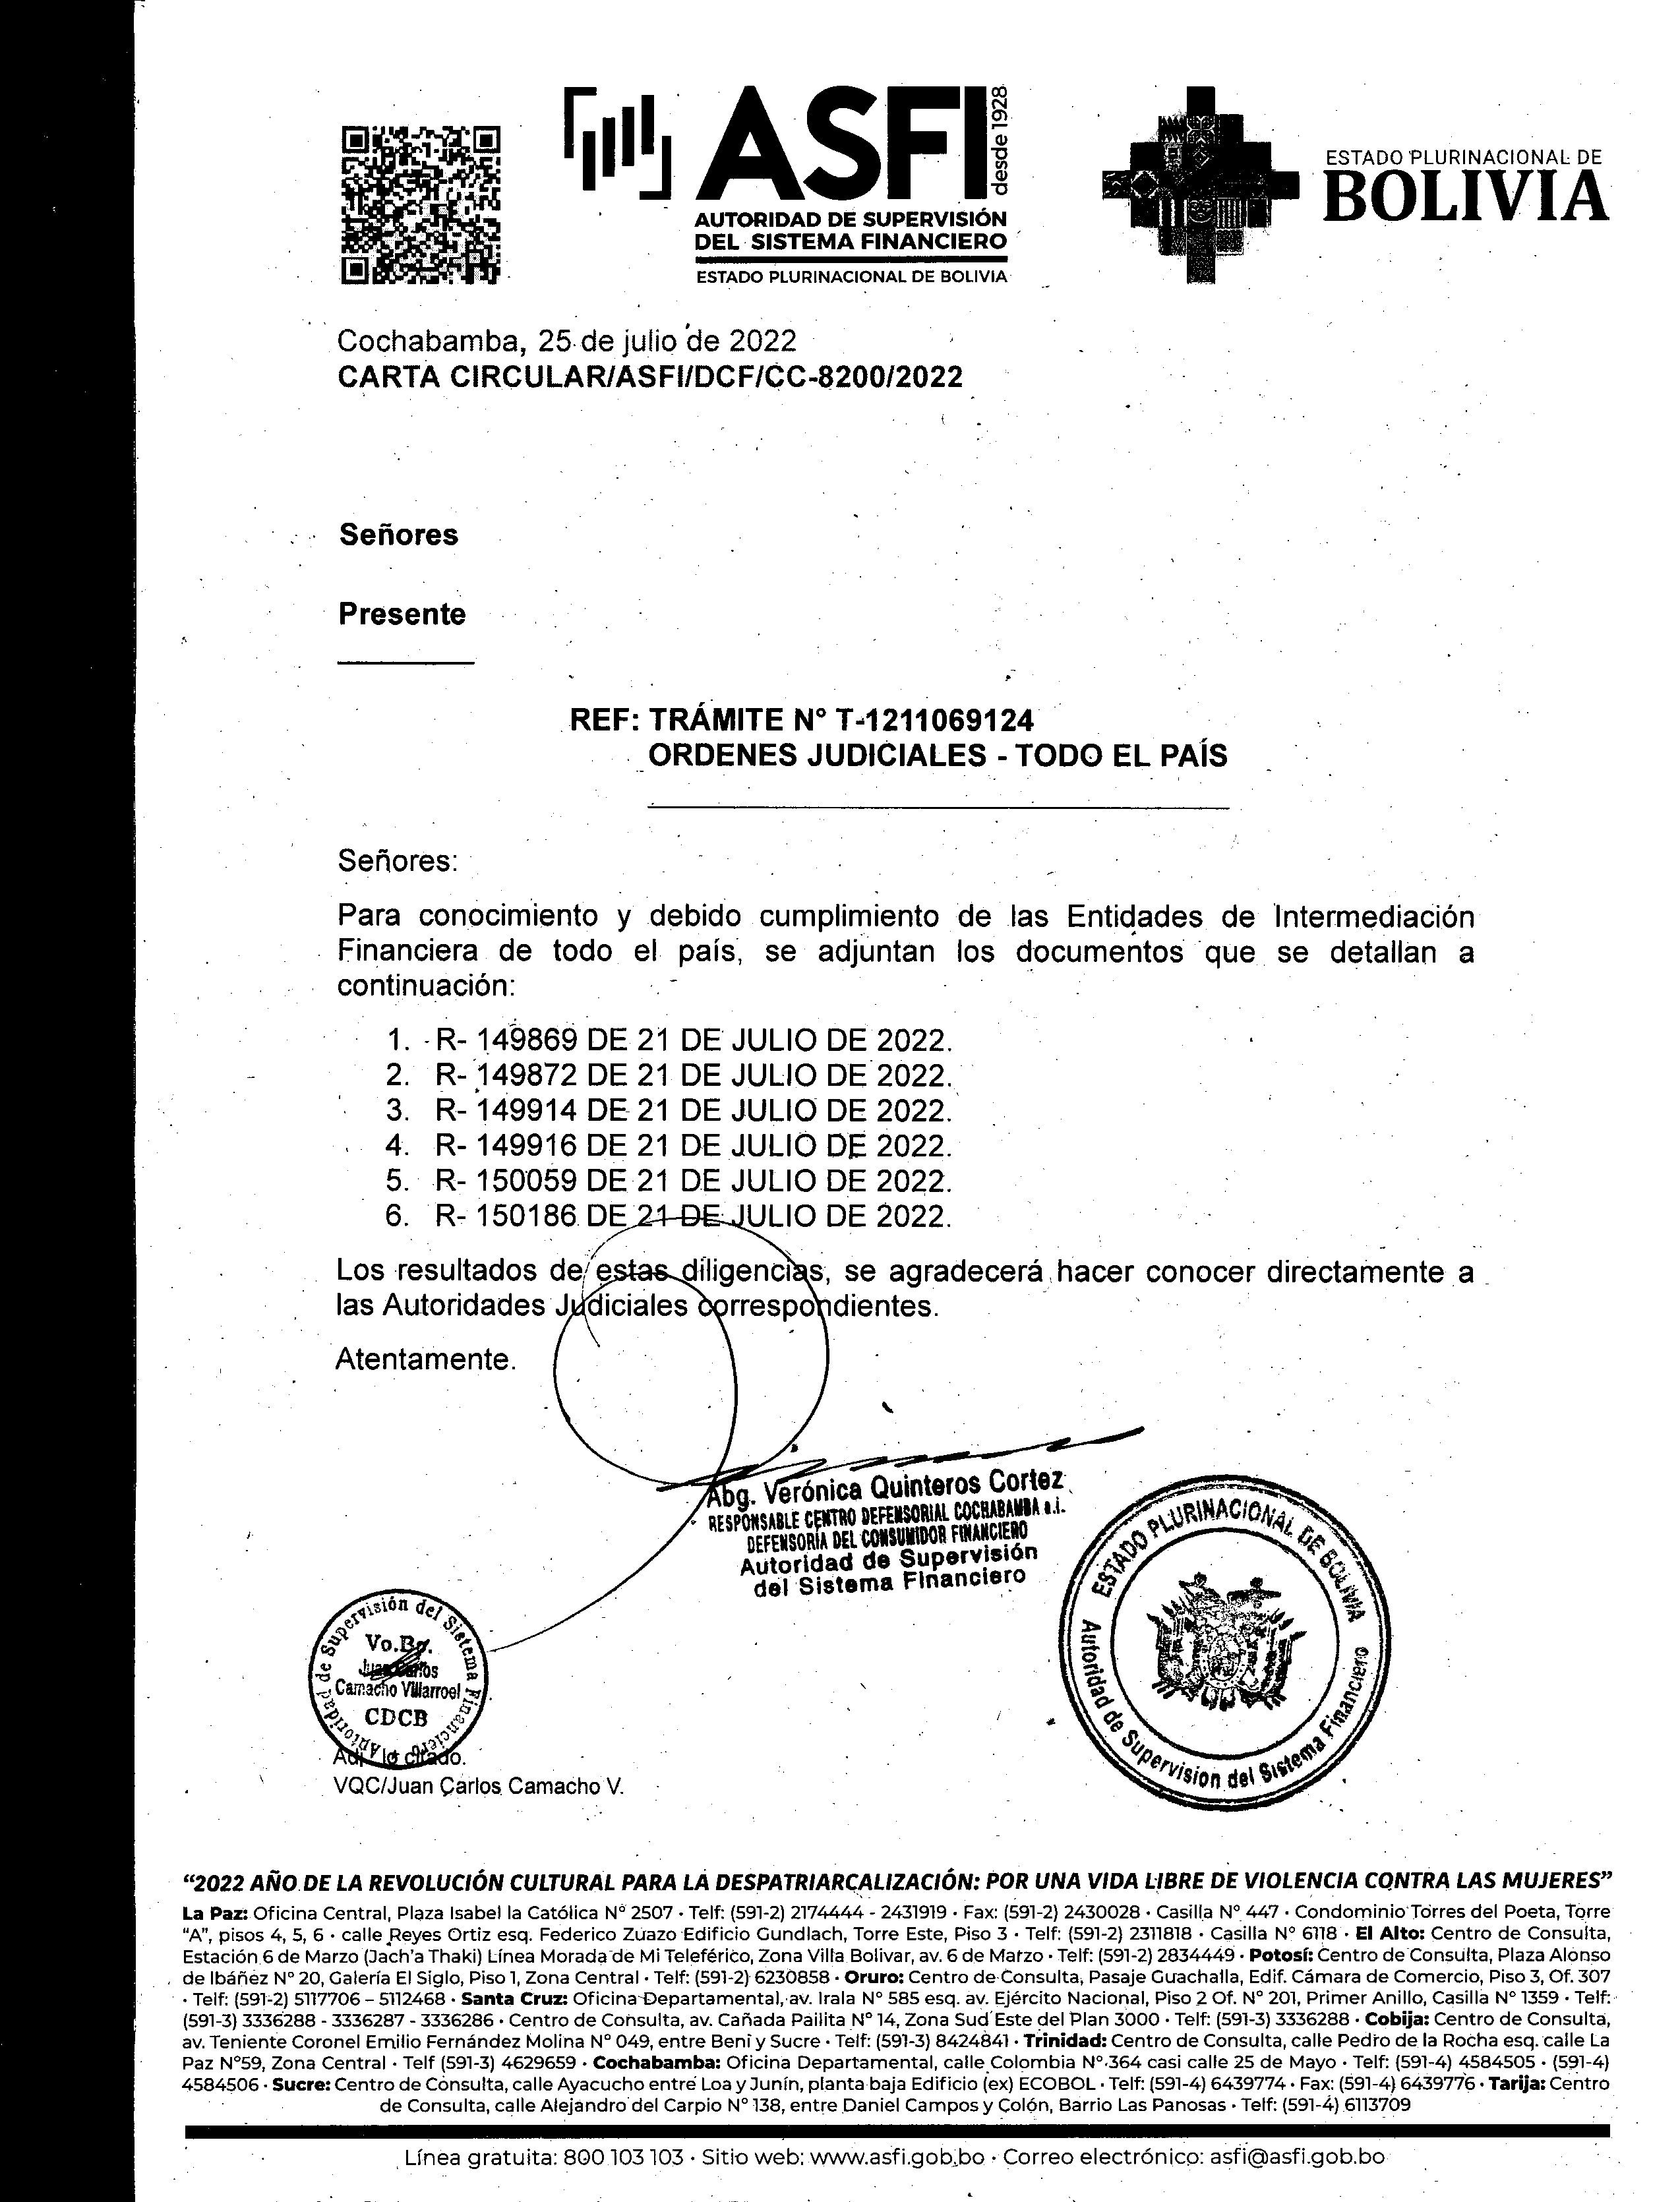 ASFI
desde 1928
AUTORIDAD DE SUPERVISIÓN
DEL SISTEMA FINANCIERO
ESTADO PLURINACIONAL DE BOLIVIA
ESTADO PLURINACIONAL DE
BOLIVIA
Cochabamba, 25 de julio de 2022
CARTA CIRCULAR/ASFI/DCF/CC-8200/2022
Señores
Presente
REF: TRÁMITE N° T-1211069124
ORDENES JUDICIALES - TODO EL PAÍS
Señores:
Para conocimiento y debido cumplimiento de las Entidades de Intermediación
Financiera de todo el país, se adjuntan los documentos que se detallan a
continuación:
1. R- 149869 DE 21 DE JULIO DE 2022.
2. R- 149872 DE 21 DE JULIO DE 2022.
3. R- 149914 DE 21 DE JULIO DE 2022.
4. R- 149916 DE 21 DE JULIO DE 2022.
5. R- 150059 DE 21 DE JULIO DE 2022.
6. R- 150186 DE 21 DE JULIO DE 2022.
Los resultados de estas diligencias, se agradecerá hacer conocer directamente a
las Autoridades Judiciales correspondientes.
Atentamente.
Abg. Verónica Quinteros Cortez
RESPONSABLE CENTRO DEFENSORIAL COCHABAMBA a.i.
DEFENSORÍA DEL CONSUMIDOR FINANCIERO
Autoridad de Supervisión
del Sistema Financiero
ESTADO PLURINACIONAL DE BOLIVIA
Autoridad de Supervision del Sistema Financiero
Autoridad de Supervisión del Sistema Financiero
Vo.Bo.
Juan Carlos
Camacho Villarroel
CDCB
Adj. lo citado.
VQC/Juan Carlos Camacho V.
“2022 AÑO DE LA REVOLUCIÓN CULTURAL PARA LA DESPATRIARCALIZACIÓN: POR UNA VIDA LIBRE DE VIOLENCIA CONTRA LAS MUJERES”
La Paz: Oficina Central, Plaza Isabel la Católica N° 2507 · Telf: (591-2) 2174444 - 2431919 · Fax: (591-2) 2430028 · Casilla N° 447 · Condominio Torres del Poeta, Torre
“A”, pisos 4, 5, 6 · calle Reyes Ortiz esq. Federico Zuazo Edificio Gundlach, Torre Este, Piso 3 · Telf: (591-2) 2311818 · Casilla N° 6118 · El Alto: Centro de Consulta,
Estación 6 de Marzo (Jach'a Thaki) Línea Morada de Mi Teleférico, Zona Villa Bolivar, av. 6 de Marzo · Telf: (591-2) 2834449 · Potosí: Centro de Consulta, Plaza Alonso
de Ibáñez N° 20, Galería El Siglo, Piso 1, Zona Central · Telf: (591-2) 6230858 · Oruro: Centro de Consulta, Pasaje Guachalla, Edif. Cámara de Comercio, Piso 3, Of. 307
· Telf: (591-2) 5117706 – 5112468 · Santa Cruz: Oficina Departamental, av. Irala N° 585 esq. av. Ejército Nacional, Piso 2 Of. N° 201, Primer Anillo, Casilla N° 1359 · Telf:
(591-3) 3336288 - 3336287 - 3336286 · Centro de Consulta, av. Cañada Pailita N° 14, Zona Sud Este del Plan 3000 · Telf: (591-3) 3336288 · Cobija: Centro de Consulta,
av. Teniente Coronel Emilio Fernández Molina N° 049, entre Beni y Sucre · Telf: (591-3) 8424841 · Trinidad: Centro de Consulta, calle Pedro de la Rocha esq. calle La
Paz N°59, Zona Central · Telf (591-3) 4629659 · Cochabamba: Oficina Departamental, calle Colombia N° 364 casi calle 25 de Mayo · Telf: (591-4) 4584505 · (591-4)
4584506 · Sucre: Centro de Consulta, calle Ayacucho entre Loa y Junín, planta baja Edificio (ex) ECOBOL · Telf: (591-4) 6439774 · Fax: (591-4) 6439776 · Tarija: Centro
de Consulta, calle Alejandro del Carpio N° 138, entre Daniel Campos y Colón, Barrio Las Panosas · Telf: (591-4) 6113709
Línea gratuita: 800 103 103 · Sitio web: www.asfi.gob.bo · Correo electrónico: asfi@asfi.gob.bo